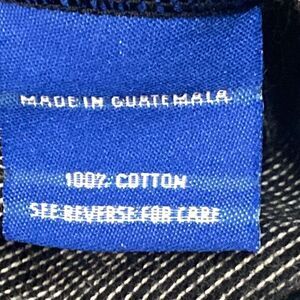 MADE IN GUATEMALA
100% COTTON
SEE REVERSE FOR CARE